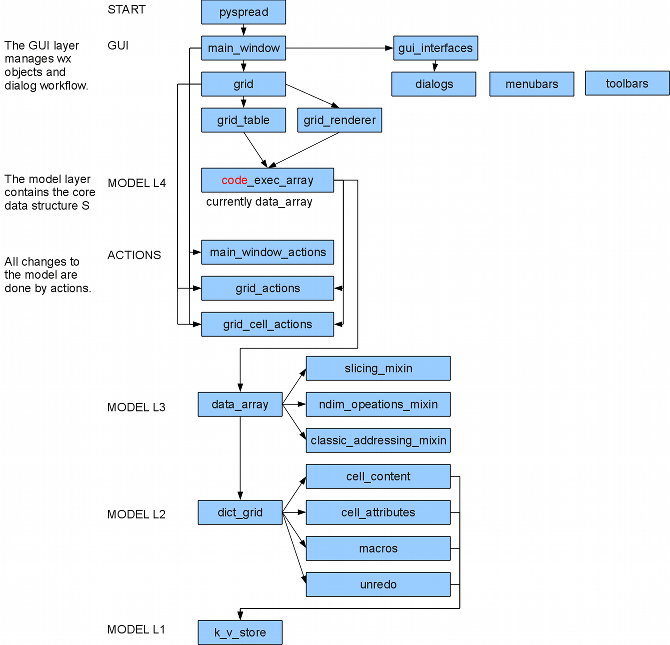 START
pyspread
The GUI layer
manages wx
objects and
dialog workflow.
GUI
main_window
gui_interfaces
grid
dialogs
menubars
toolbars
grid_table
grid_renderer
The model layer
contains the core
data structure S
MODEL L4
code_exec_array
currently data_array
All changes to
the model are
done by actions.
ACTIONS
main_window_actions
grid_actions
grid_cell_actions
MODEL L3
data_array
slicing_mixin
ndim_opeations_mixin
classic_addressing_mixin
MODEL L2
dict_grid
cell_content
cell_attributes
macros
unredo
MODEL L1
k_v_store